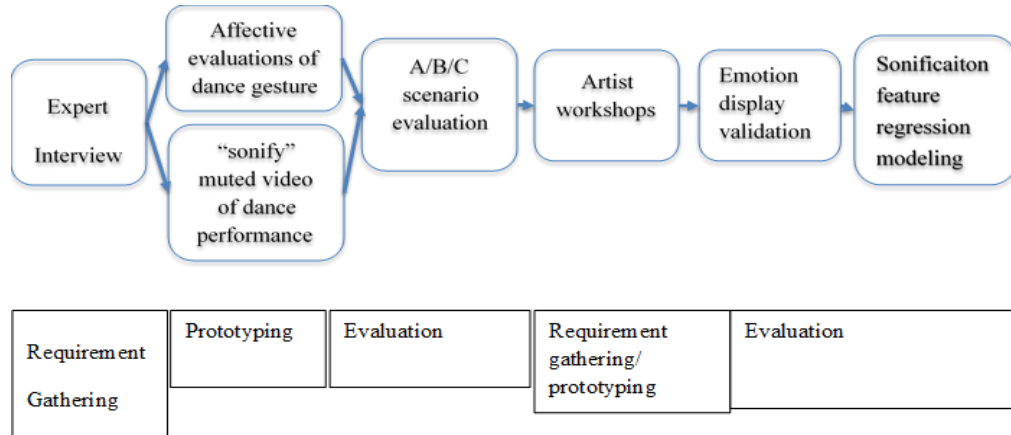 Expert
Interview
Affective
evaluations of
dance gesture
“sonify”
muted video
of dance
performance
A/B/C
scenario
evaluation
Artist
workshops
Emotion
display
validation
Sonificaiton
feature
regression
modeling
Requirement
Gathering
Prototyping
Evaluation
Requirement
gathering/
prototyping
Evaluation